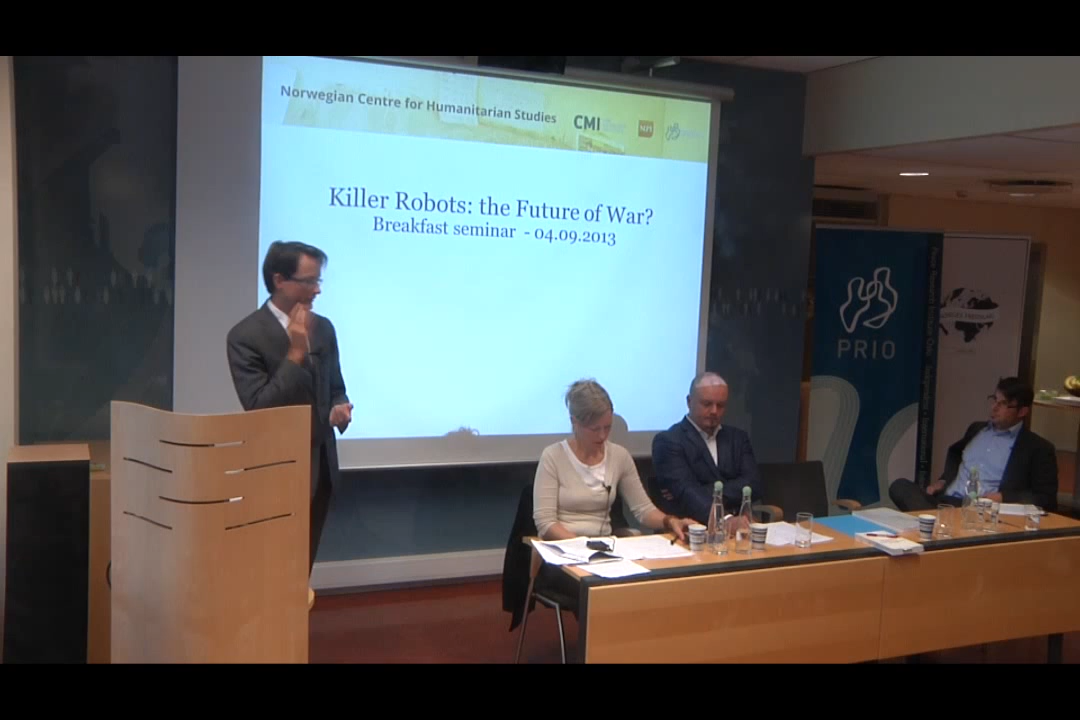 Norwegian Centre for Humanitarian Studies
CMI
Killer Robots: the Future of War?
Breakfast seminar - 04.09.2013
PRIO